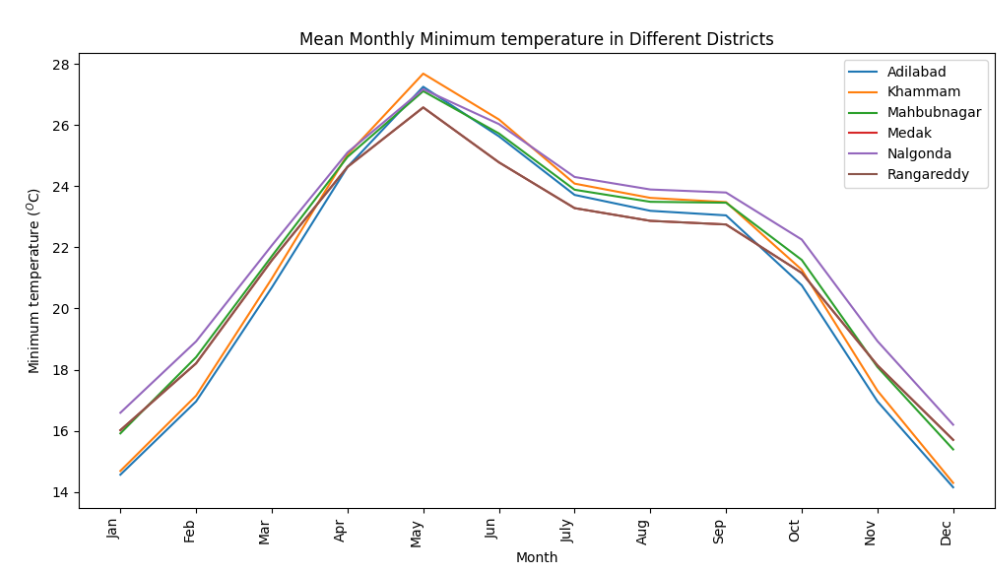 Mean Monthly Minimum temperature in Different Districts
Minimum temperature (°C)
28
26
24
22
20
18
16
14
Adilabad
Khammam
Mahbubnagar
Medak
Nalgonda
Rangareddy
Jan
Feb
Mar
Apr
May
Jun
July
Aug
Sep
Oct
Nov
Dec
Month